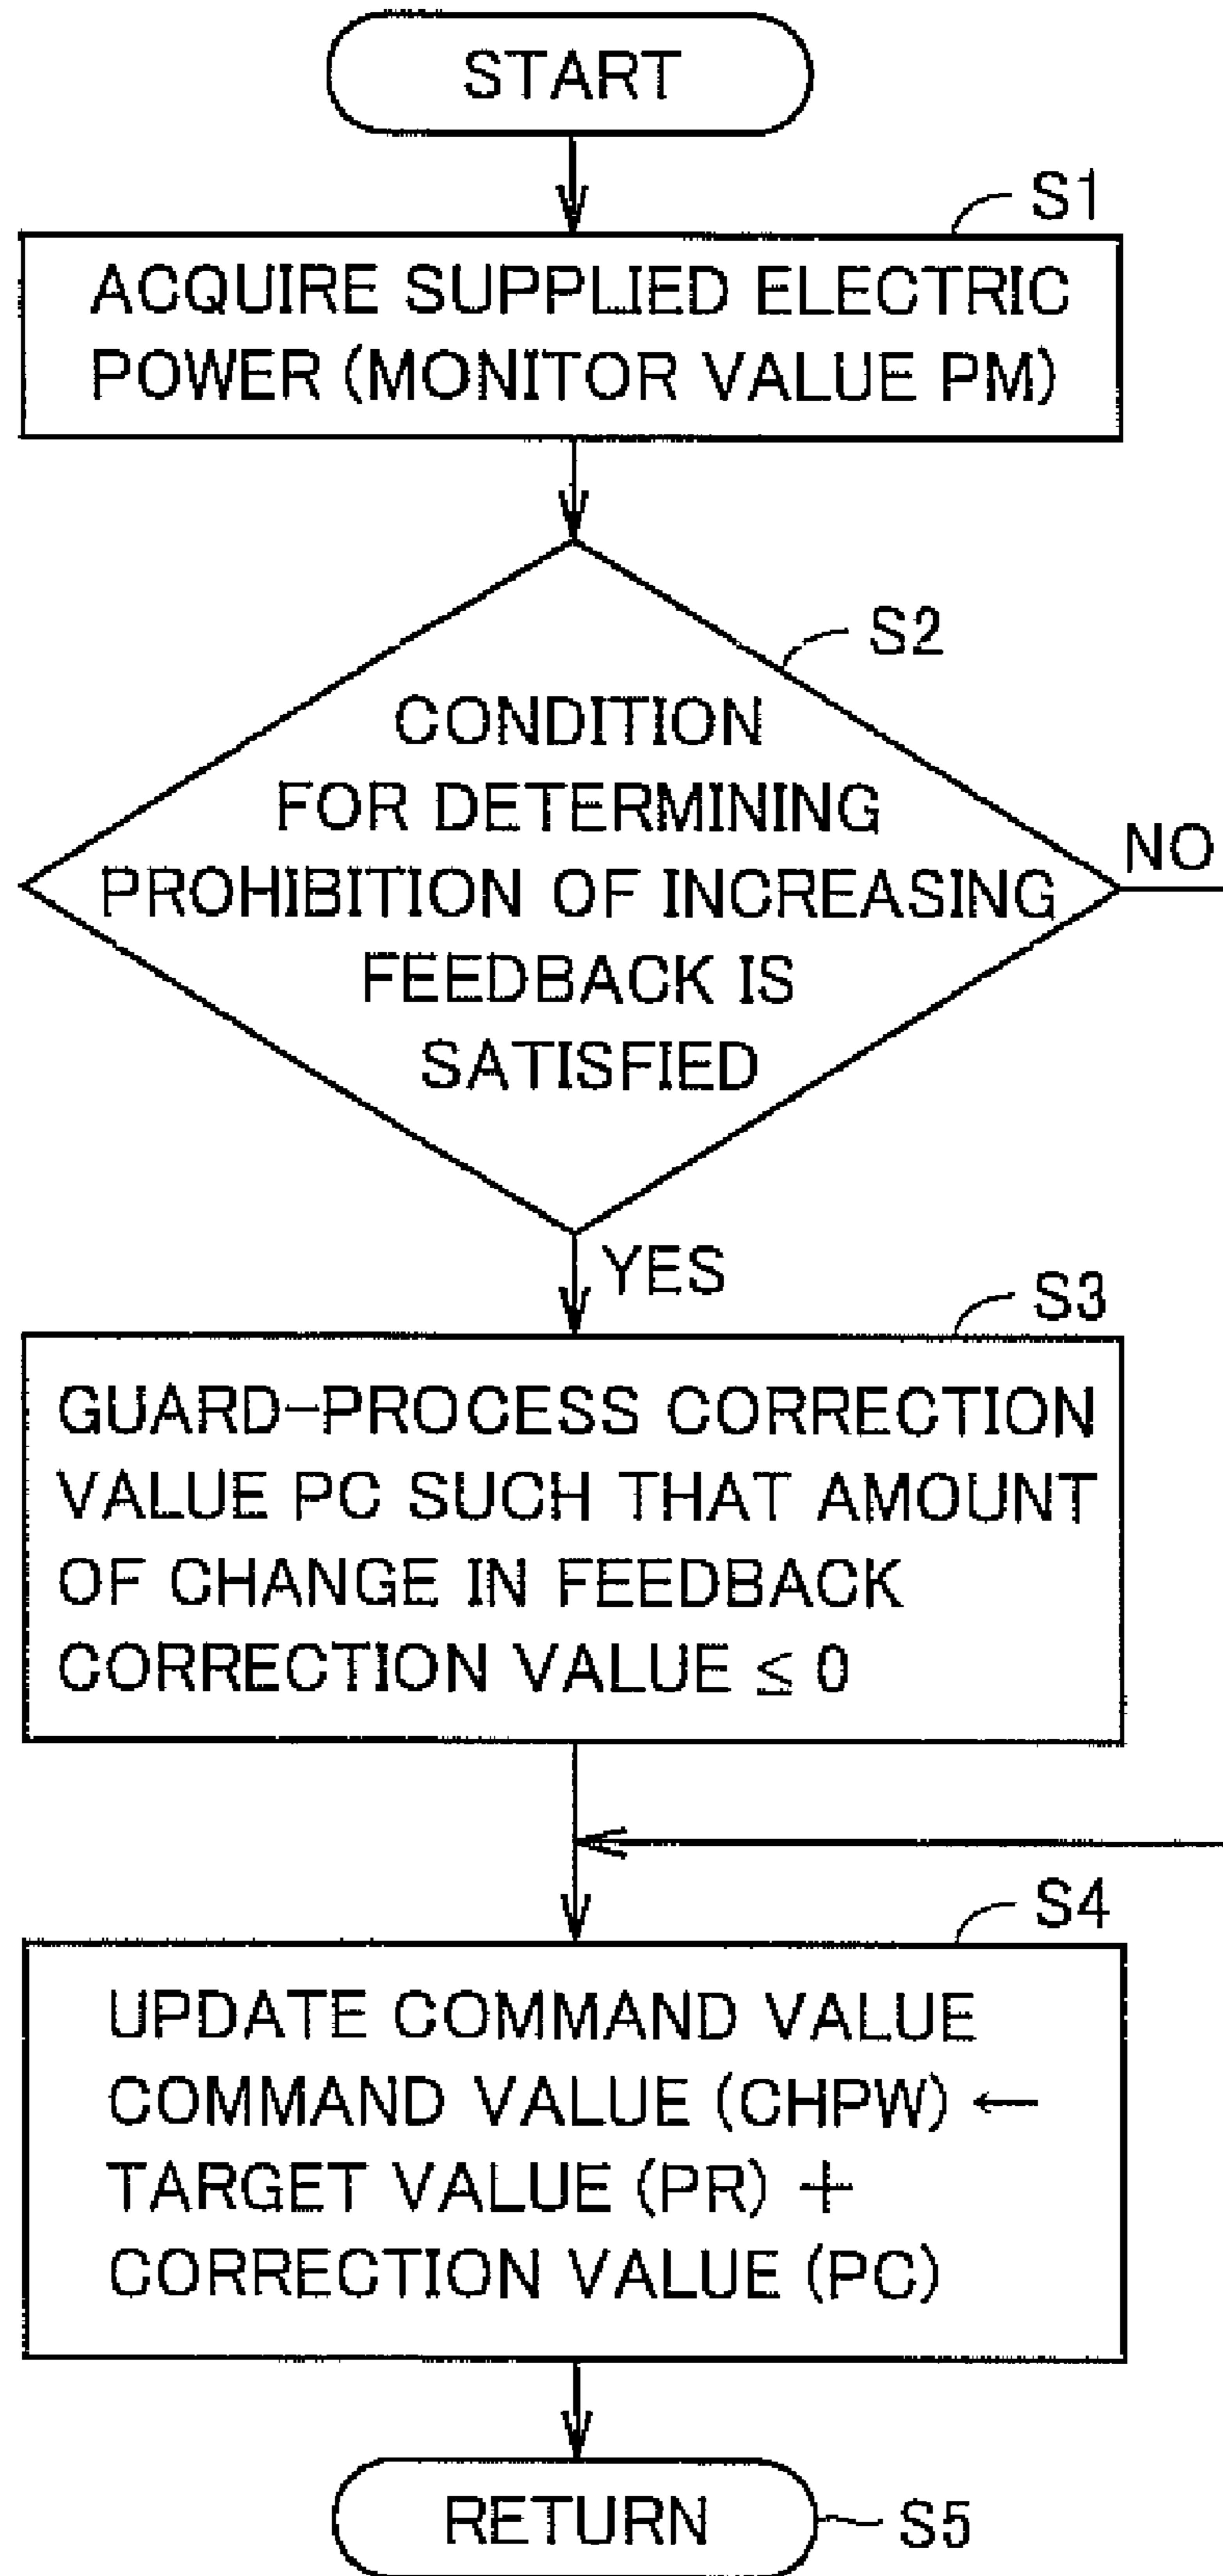 START
S1
ACQUIRE SUPPLIED ELECTRIC
POWER (MONITOR VALUE PM)
S2
CONDITION
FOR DETERMINING
PROHIBITION OF INCREASING
FEEDBACK IS
SATISFIED
NO
YES
S3
GUARD-PROCESS CORRECTION
VALUE PC SUCH THAT AMOUNT
OF CHANGE IN FEEDBACK
CORRECTION VALUE ≤ 0
S4
UPDATE COMMAND VALUE
COMMAND VALUE (CHPW) ←
TARGET VALUE (PR) +
CORRECTION VALUE (PC)
RETURN
S5